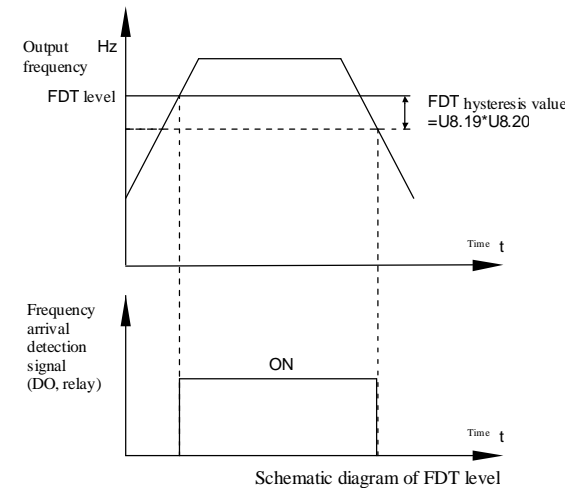 Output
frequency
Hz
FDT level
FDT hysteresis value
=U8.19*U8.20
Time t
Frequency
arrival
detection
signal
(DO, relay)
ON
Time t
Schematic diagram of FDT level